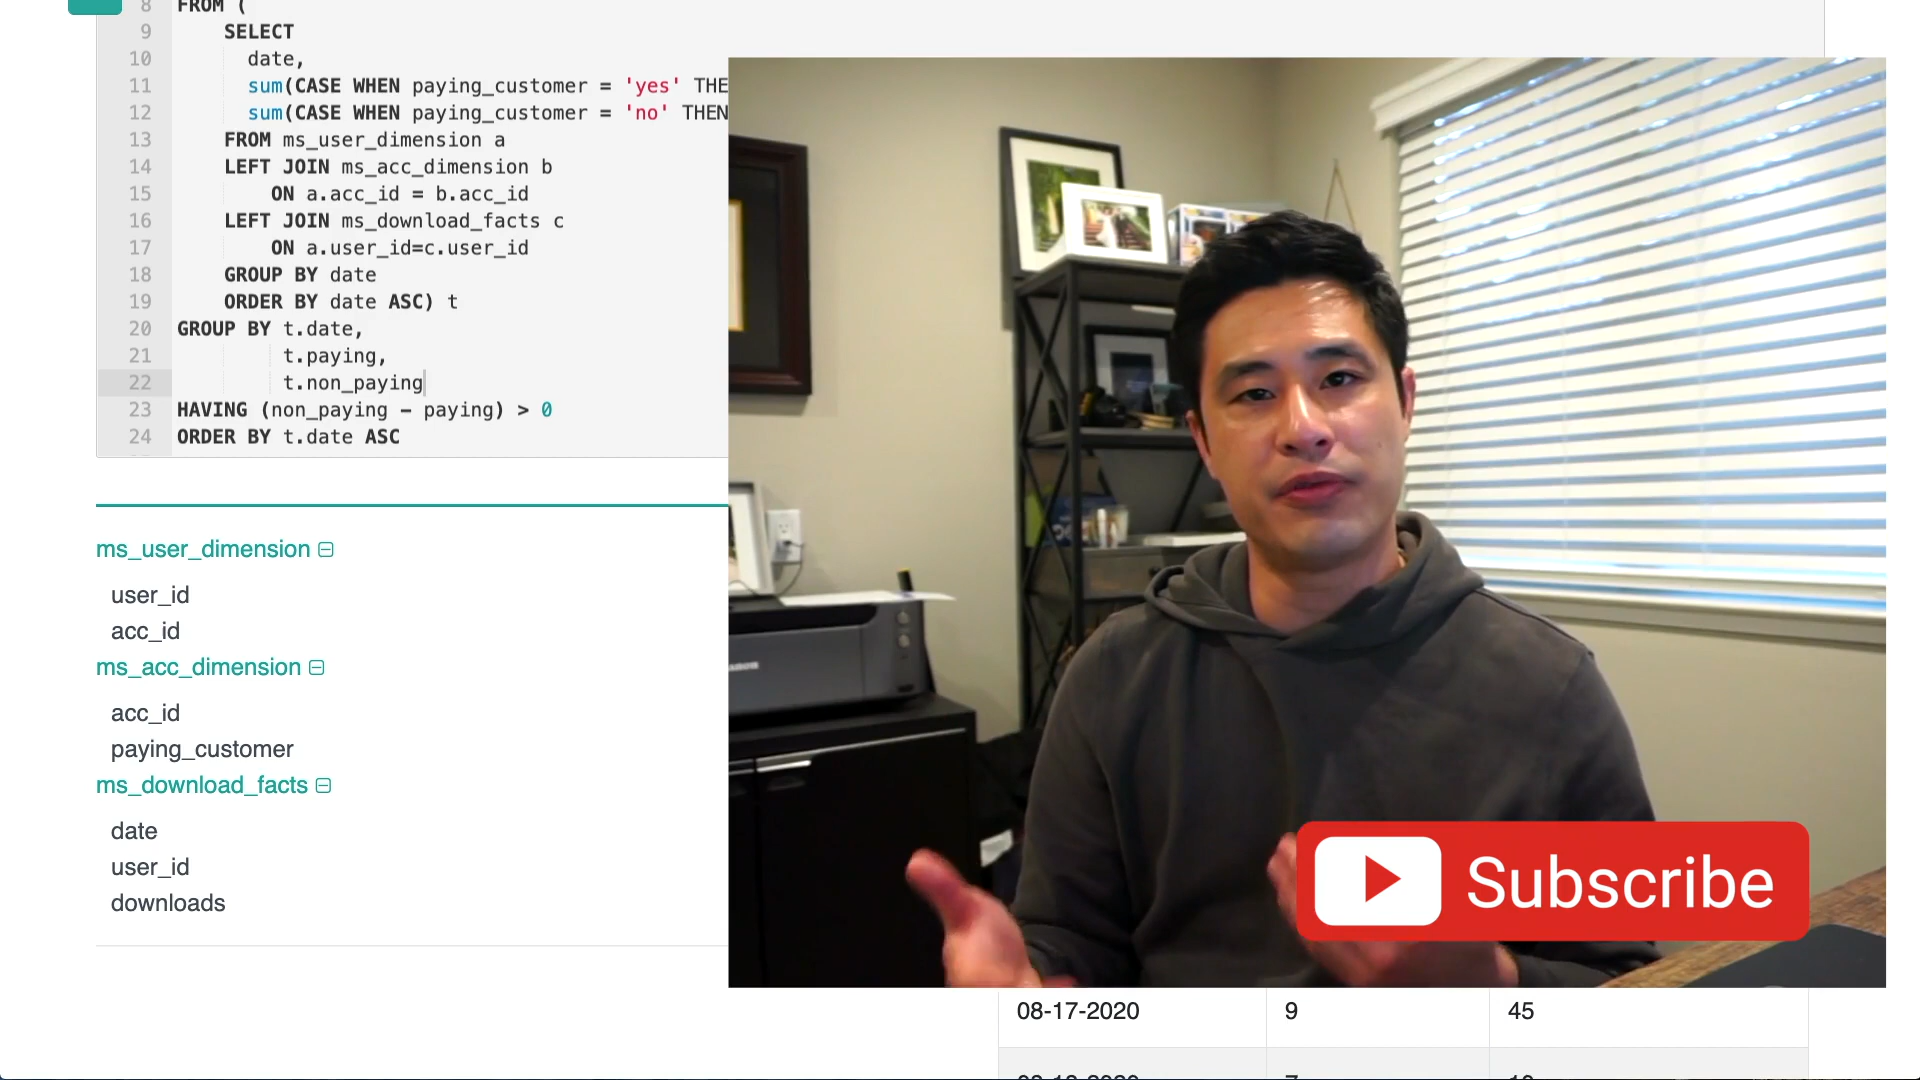 8 FROM (
9 SELECT
10 date,
11 sum(CASE WHEN paying_customer = 'yes' THE
12 sum(CASE WHEN paying_customer = 'no' THEN
13 FROM ms_user_dimension a
14 LEFT JOIN ms_acc_dimension b
15 ON a.acc_id = b.acc_id
16 LEFT JOIN ms_download_facts c
17 ON a.user_id=c.user_id
18 GROUP BY date
19 ORDER BY date ASC) t
20 GROUP BY t.date,
21 t.paying,
22 t.non_paying
23 HAVING (non_paying - paying) > 0
24 ORDER BY t.date ASC
ms_user_dimension
user_id
acc_id
ms_acc_dimension
acc_id
paying_customer
ms_download_facts
date
user_id
downloads
Subscribe
08-17-2020 9 45